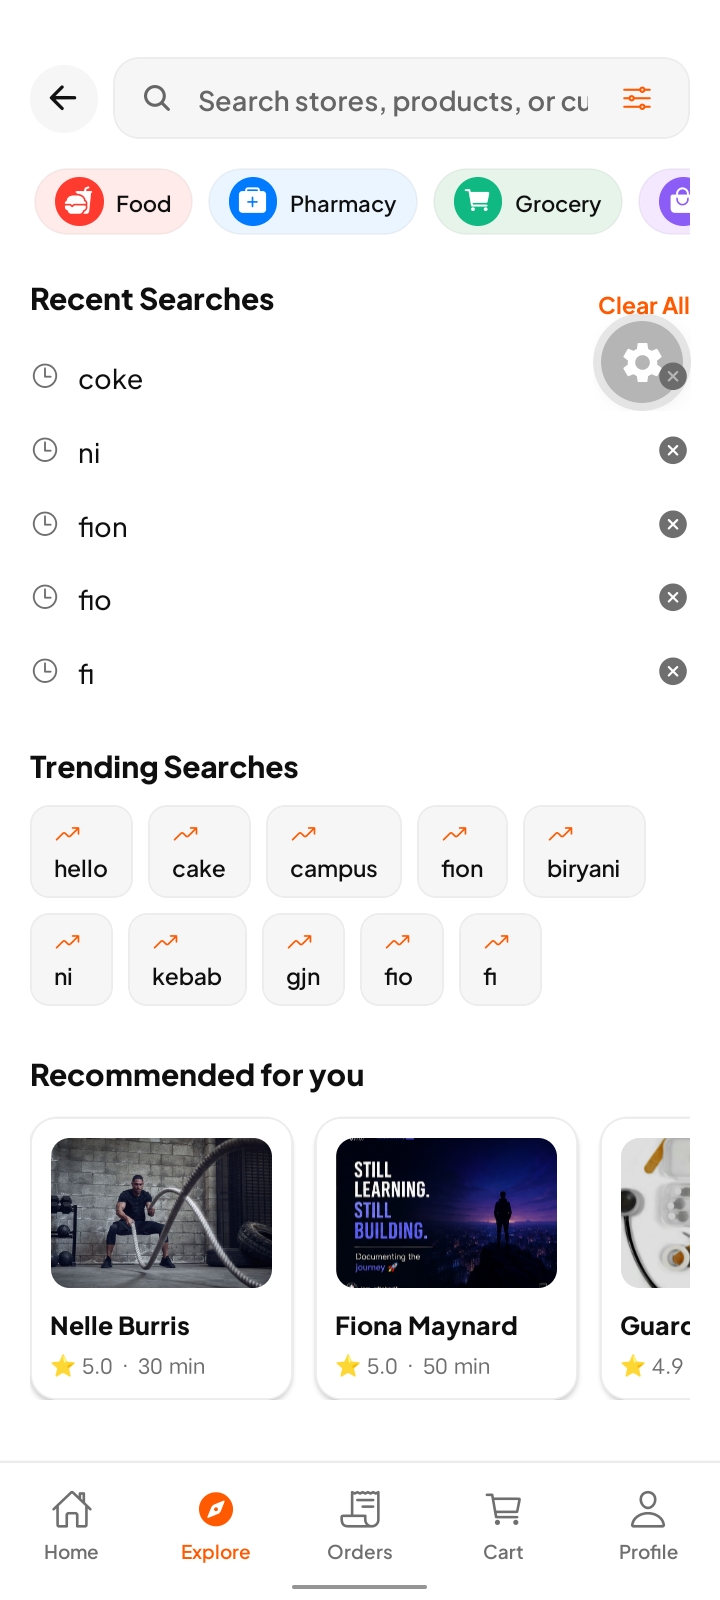 Search stores, products, or cu
Food
Pharmacy
Grocery
Recent Searches
Clear All
coke
ni
fion
fio
fi
Trending Searches
hello
cake
campus
fion
biryani
ni
kebab
gjn
fio
fi
Recommended for you
STILL
LEARNING.
STILL
BUILDING.
Documenting the
journey 🚀
Nelle Burris
⭐ 5.0 · 30 min
Fiona Maynard
⭐ 5.0 · 50 min
Guard
⭐ 4.9
Home
Explore
Orders
Cart
Profile